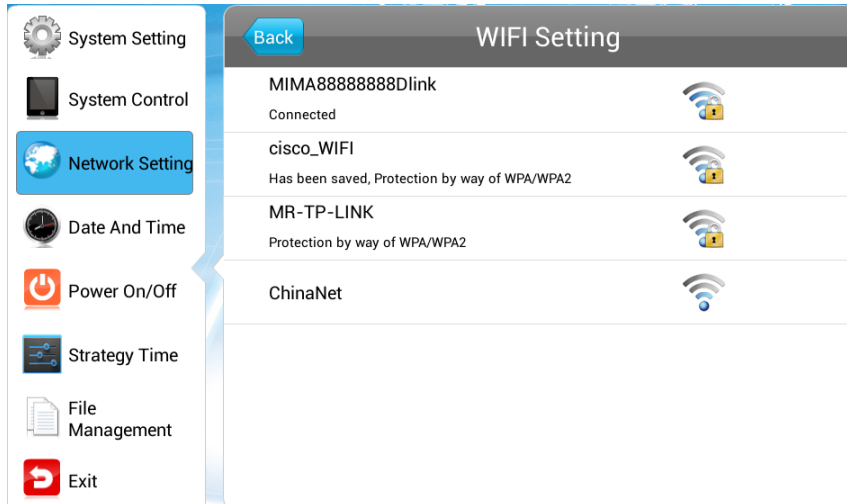 System Setting
System Control
Network Setting
Date And Time
Power On/Off
Strategy Time
File
Management
Exit
Back
WIFI Setting
MIMA88888888Dlink
Connected
cisco_WIFI
Has been saved, Protection by way of WPA/WPA2
MR-TP-LINK
Protection by way of WPA/WPA2
ChinaNet